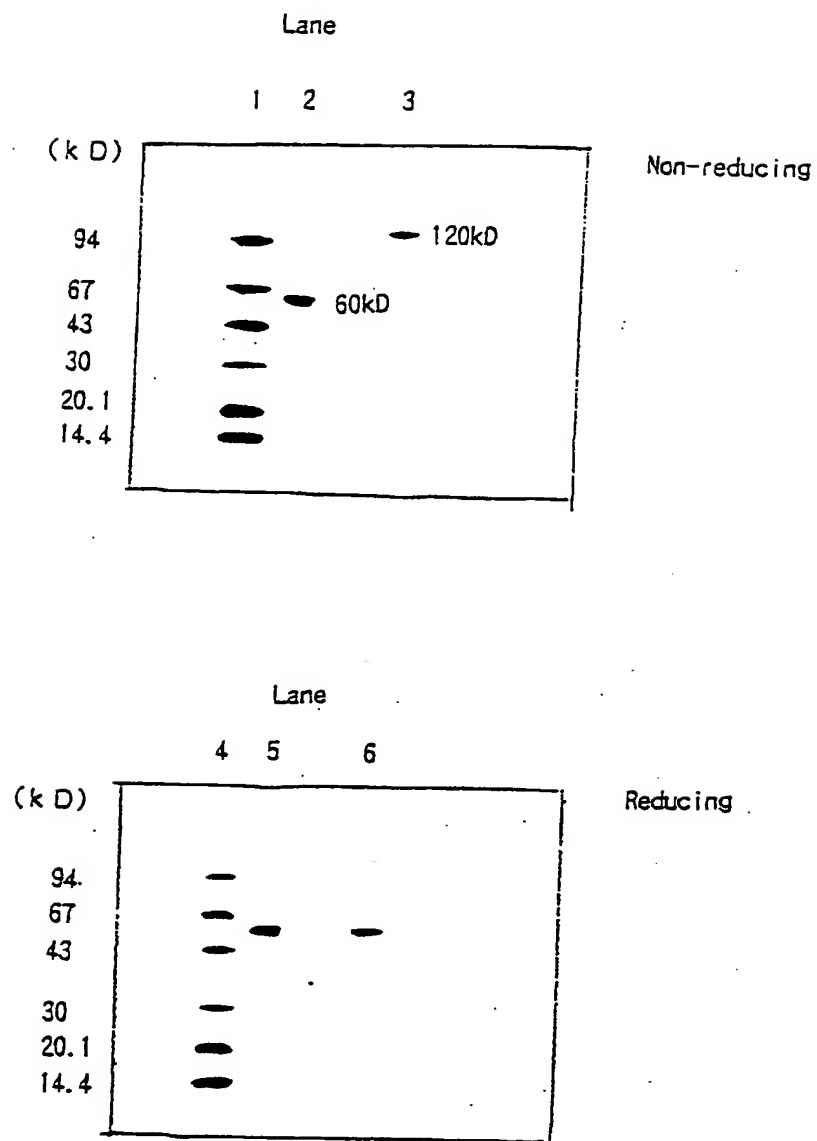 Lane
1 2 3
(kD)
Non-reducing
94
120kD
67
60kD
43
30
20.1
14.4
Lane
4 5 6
(kD)
Reducing
94
67
43
30
20.1
14.4